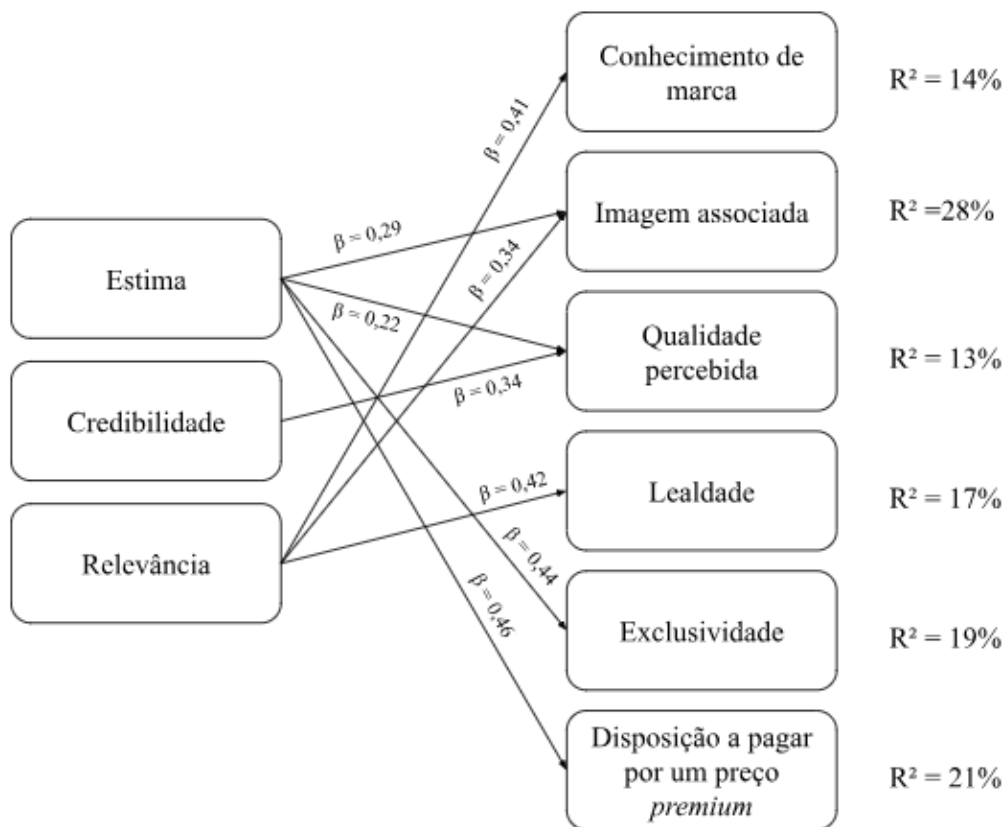 Conhecimento de
marca
R² = 14%
β = 0,41
Imagem associada
R² =28%
β = 0,29
β = 0,34
Estima
β = 0,22
Qualidade
percebida
R² = 13%
β = 0,34
Credibilidade
Lealdade
R² = 17%
β = 0,42
Relevância
β = 0,44
β = 0,46
Exclusividade
R² = 19%
Disposição a pagar
por um preço
premium
R² = 21%